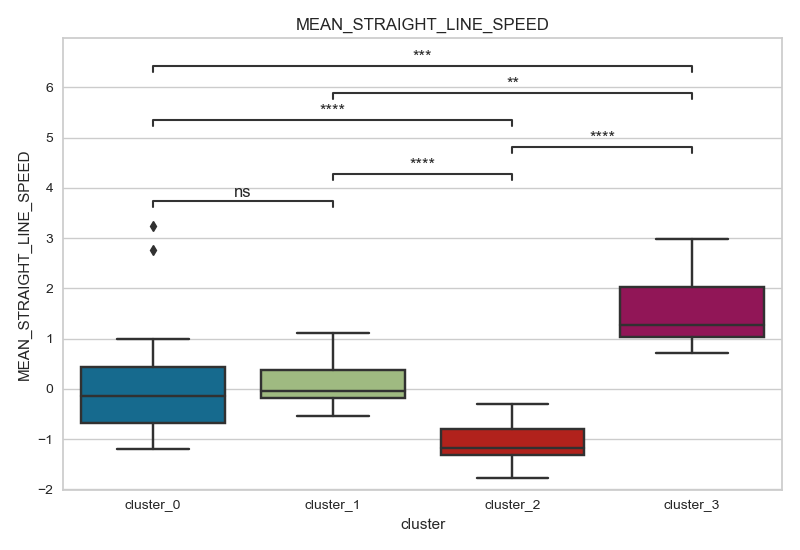 MEAN_STRAIGHT_LINE_SPEED
***
**
****
****
****
ns
MEAN_STRAIGHT_LINE_SPEED
6
5
4
3
2
1
0
−1
−2
cluster_0 cluster_1 cluster_2 cluster_3
cluster